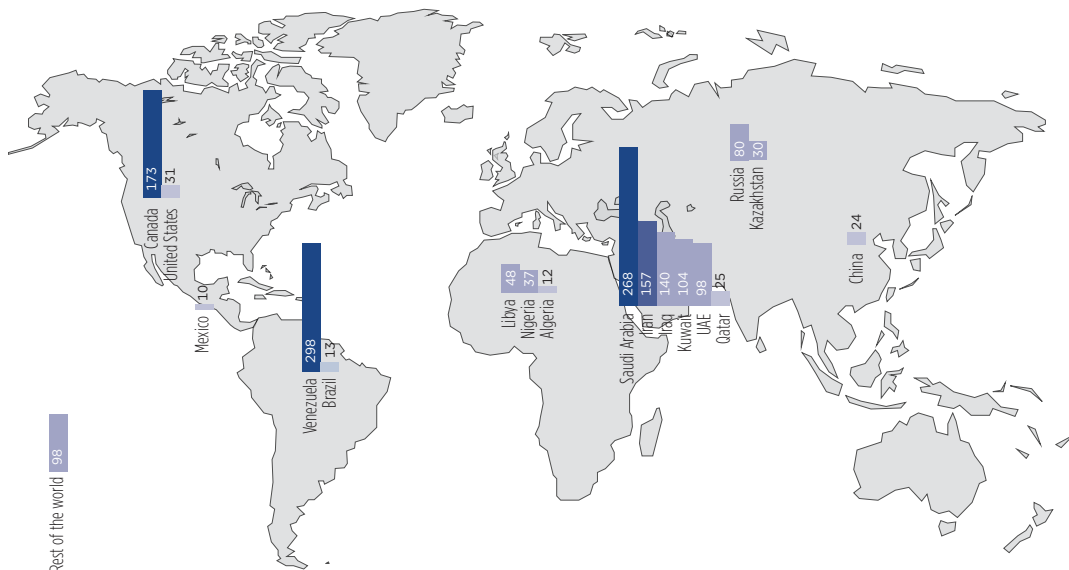 Canada 173
United States 31
Mexico 10
Venezuela 298
Brazil 13
Rest of the world 98
Libya 48
Nigeria 37
Algeria 12
Saudi Arabia 268
Iran 157
Iraq 140
Kuwait 104
UAE 98
Qatar 25
Russia 80
Kazakhstan 30
China 24